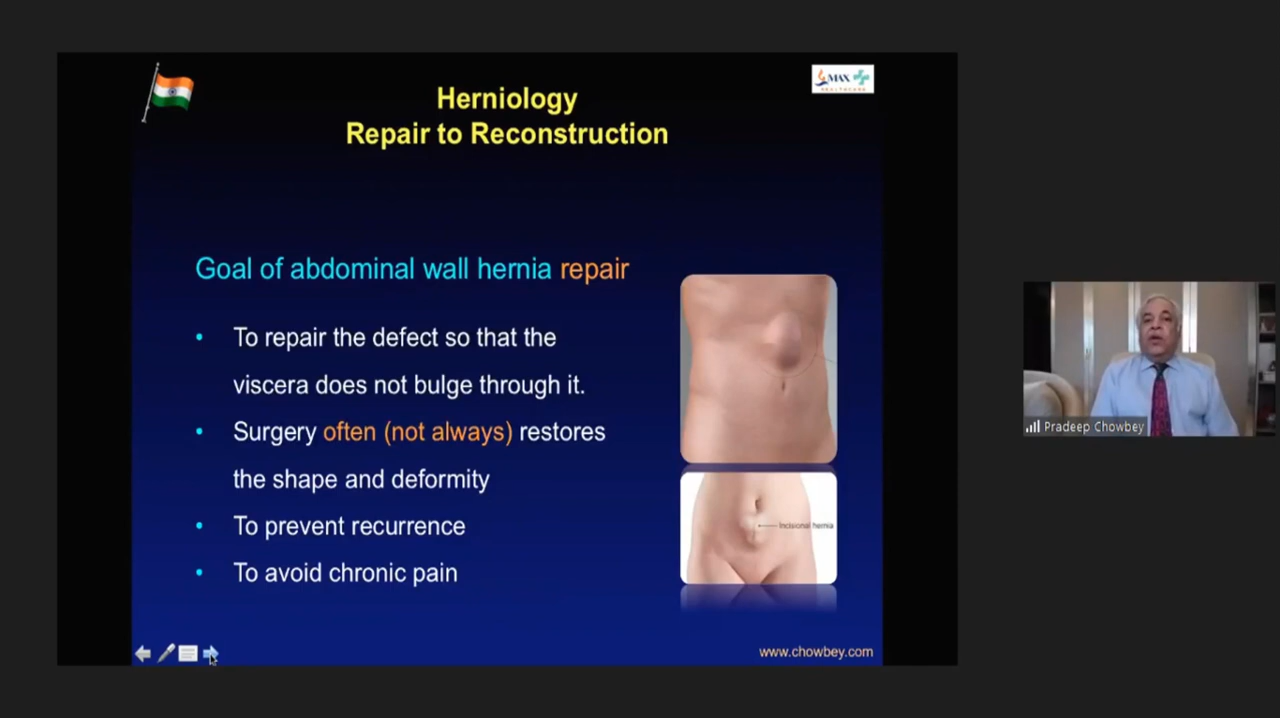 MAX
HEALTHCARE
Herniology
Repair to Reconstruction
Goal of abdominal wall hernia repair
• To repair the defect so that the
viscera does not bulge through it.
• Surgery often (not always) restores
the shape and deformity
• To prevent recurrence
• To avoid chronic pain
Incisional hernia
www.chowbey.com
Pradeep Chowbey